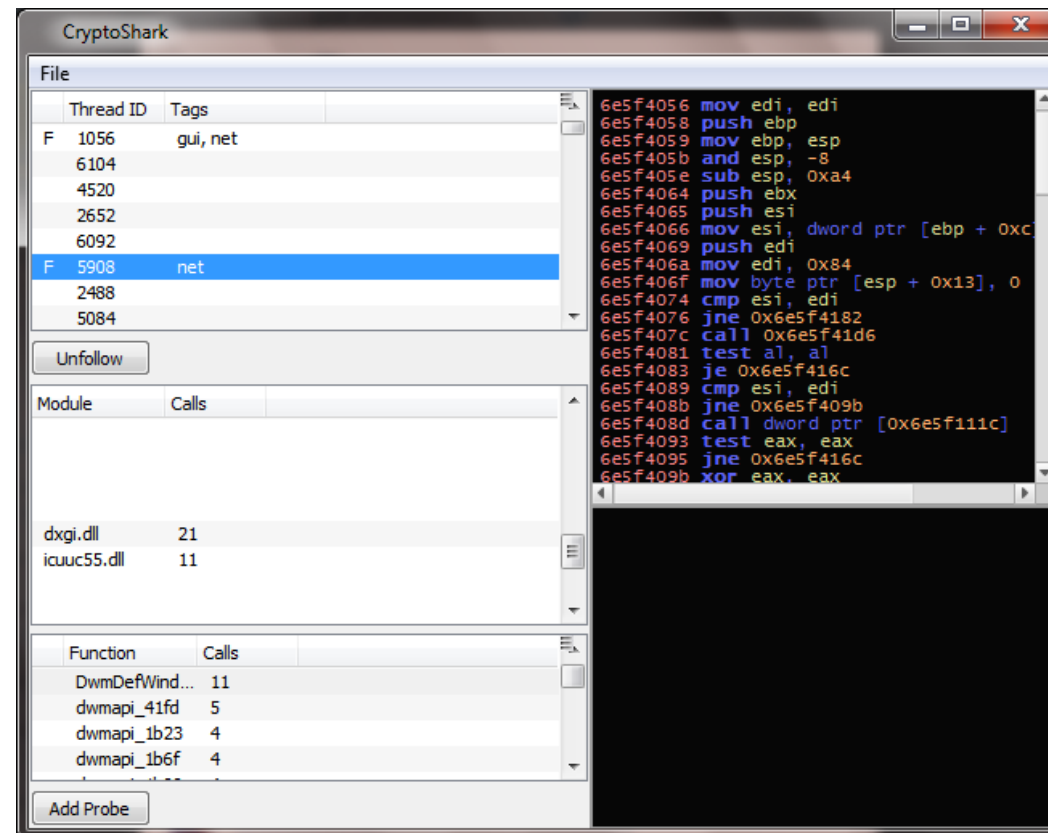 CryptoShark
File
Thread ID Tags
F 1056 gui, net
6104
4520
2652
6092
F 5908 net
2488
5084
Unfollow
Module Calls
dxgi.dll 21
icuuc55.dll 11
Function Calls
DwmDefWind... 11
dwmapi_41fd 5
dwmapi_1b23 4
dwmapi_1b6f 4
Add Probe
6e5f4056 mov edi, edi
6e5f4058 push ebp
6e5f4059 mov ebp, esp
6e5f405b and esp, -8
6e5f405e sub esp, 0xa4
6e5f4064 push ebx
6e5f4065 push esi
6e5f4066 mov esi, dword ptr [ebp + 0xc]
6e5f4069 push edi
6e5f406a mov edi, 0x84
6e5f406f mov byte ptr [esp + 0x13], 0
6e5f4074 cmp esi, edi
6e5f4076 jne 0x6e5f4182
6e5f407c call 0x6e5f41d6
6e5f4081 test al, al
6e5f4083 je 0x6e5f416c
6e5f4089 cmp esi, edi
6e5f408b jne 0x6e5f409b
6e5f408d call dword ptr [0x6e5f111c]
6e5f4093 test eax, eax
6e5f4095 jne 0x6e5f416c
6e5f409b xor eax, eax